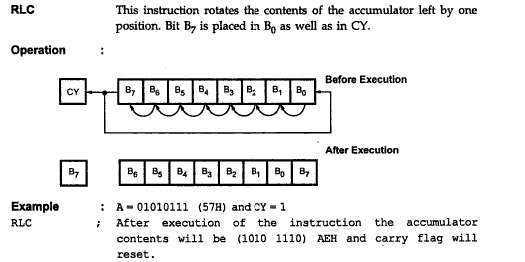 RLC This instruction rotates the contents of the accumulator left by one
position. Bit B7 is placed in B0 as well as in CY.
Operation :
Before Execution
CY B7 B6 B5 B4 B3 B2 B1 B0
After Execution
B7 B6 B5 B4 B3 B2 B1 B0 B7
Example : A = 01010111 (57H) and CY = 1
RLC ; After execution of the instruction the accumulator
contents will be (1010 1110) AEH and carry flag will
reset.